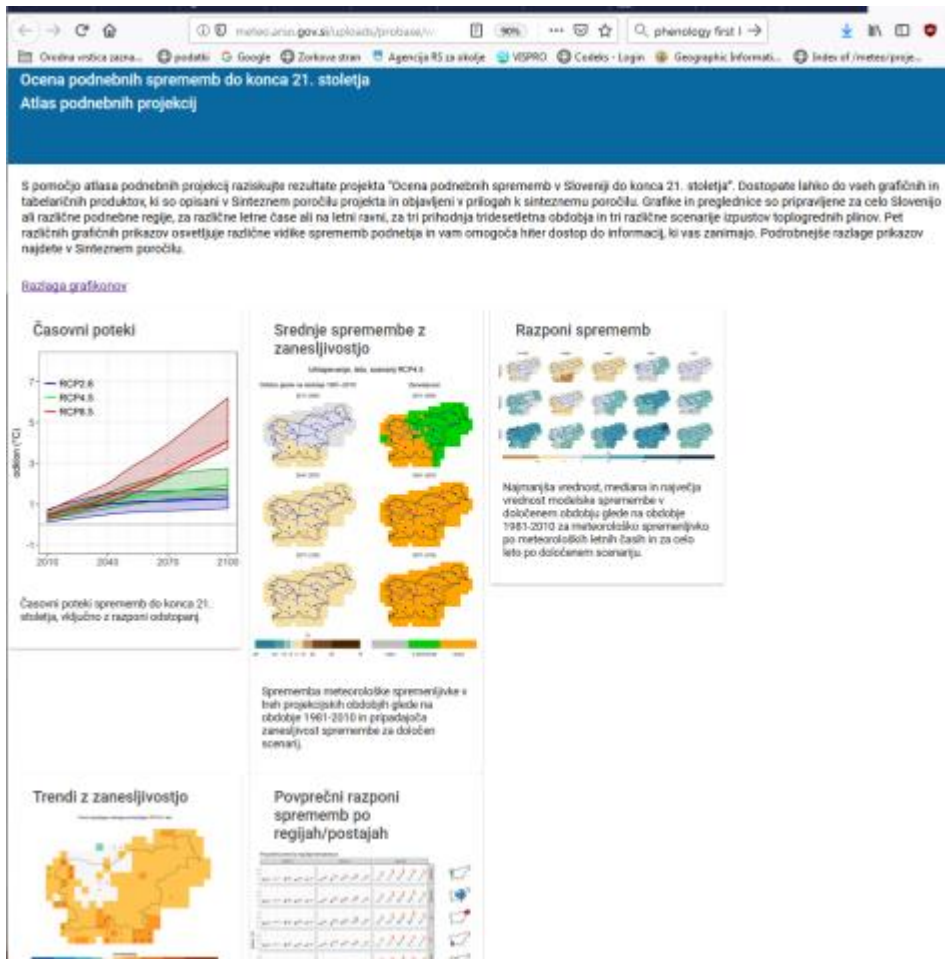 meteo.arso.gov.si/uploads/probase/
90%
phenology first l
podatki
Google
Zorkova stran
Agencija RS za okolje
VISPRO
Codeks - Login
Geographic Informati...
Index of /meteo/proje...
Ocena podnebnih sprememb do konca 21. stoletja
Atlas podnebnih projekcij
S pomočjo atlasa podnebnih projekcij raziskujte rezultate projekta "Ocena podnebnih sprememb v Sloveniji do konca 21. stoletja". Dostopate lahko do vseh grafičnih in
tabelaričnih produktov, ki so opisani v Sinteznem poročilu projekta in objavljeni v prilogah k sinteznemu poročilu. Grafike in preglednice so pripravljene za celo Slovenijo
ali različne podnebne regije, za različne letne čase ali na letni ravni, za tri prihodnja tridesetletna obdobja in tri različne scenarije izpustov toplogrednih plinov. Pet
različnih grafičnih prikazov osvetljuje različne vidike sprememb podnebja in vam omogoča hiter dostop do informacij, ki vas zanimajo. Podrobnejše razlage prikazov
najdete v Sinteznem poročilu.
Razlaga grafikonov
Časovni poteki
RCP2.6
RCP4.5
RCP8.5
odklon (°C)
7
5
3
1
-1
2010 2040 2070 2100
Časovni poteki sprememb do konca 21.
stoletja, vključno z razponi odstopanj.
Srednje spremembe z
zanesljivostjo
Sprememba meteorološke spremenljivke v
treh projekcijskih obdobjih glede na
obdobje 1981-2010 in pripadajoča
zanesljivost spremembe za določen
scenarij.
Razponi sprememb
Najmanjša vrednost, mediana in največja
vrednost modelske spremembe v
določenem obdobju glede na obdobje
1981-2010 za meteorološko spremenljivko
po meteoroloških letnih časih in za celo
leto po določenem scenariju.
Trendi z zanesljivostjo
Povprečni razponi
sprememb po
regijah/postajah